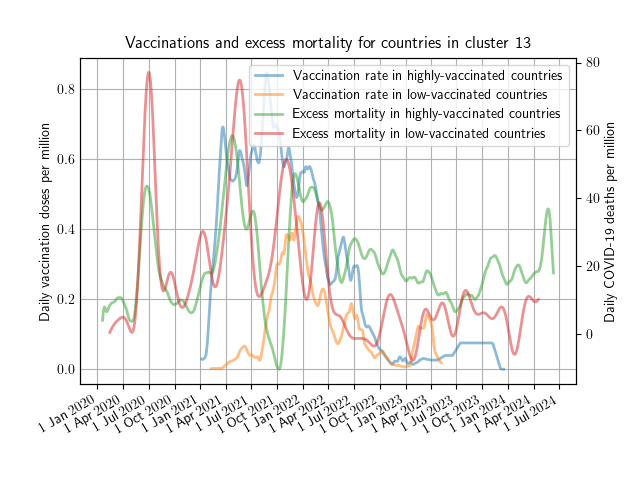 Vaccinations and excess mortality for countries in cluster 13
Vaccination rate in highly-vaccinated countries
Vaccination rate in low-vaccinated countries
Excess mortality in highly-vaccinated countries
Excess mortality in low-vaccinated countries
Daily vaccination doses per million
0.8
0.6
0.4
0.2
0.0
80
60
40
20
0
Daily COVID-19 deaths per million
1 Jan 2020
1 Apr 2020
1 Jul 2020
1 Oct 2020
1 Jan 2021
1 Apr 2021
1 Jul 2021
1 Oct 2021
1 Jan 2022
1 Apr 2022
1 Jul 2022
1 Oct 2022
1 Jan 2023
1 Apr 2023
1 Jul 2023
1 Oct 2023
1 Jan 2024
1 Apr 2024
1 Jul 2024